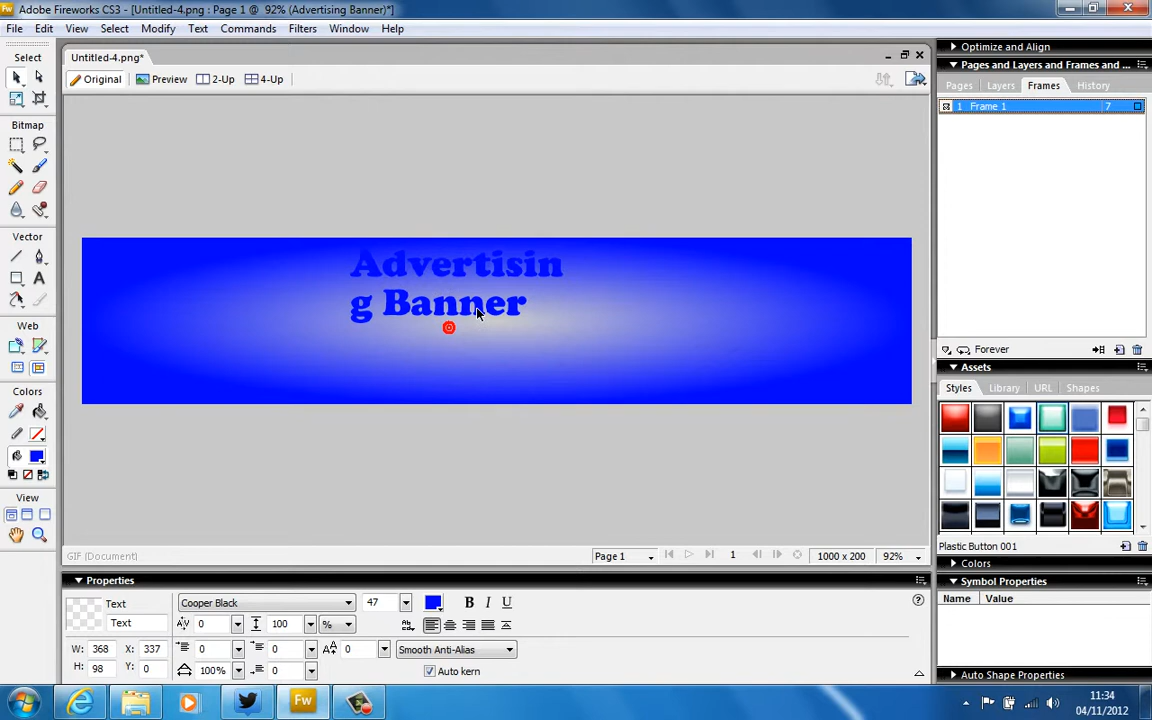 Fw Adobe Fireworks CS3 - [Untitled-4.png : Page 1 @ 92% (Advertising Banner)*]
File Edit View Select Modify Text Commands Filters Window Help
Untitled-4.png*
Original Preview 2-Up 4-Up
Select
Bitmap
Vector
Web
Colors
View
Advertisin
g Banner
GIF (Document)
Page 1 1 1000 x 200 92%
Optimize and Align
Pages and Layers and Frames and ...
Pages Layers Frames History
1 Frame 1 7
Forever
Assets
Styles Library URL Shapes
Plastic Button 001
Colors
Symbol Properties
Name Value
Auto Shape Properties
Properties
Text
Text
Cooper Black 47 B I U
0 100 %
W: 368 X: 337 0 0 0 Smooth Anti-Alias
H: 98 Y: 0 100% 0 Auto kern
Fw
11:34
04/11/2012